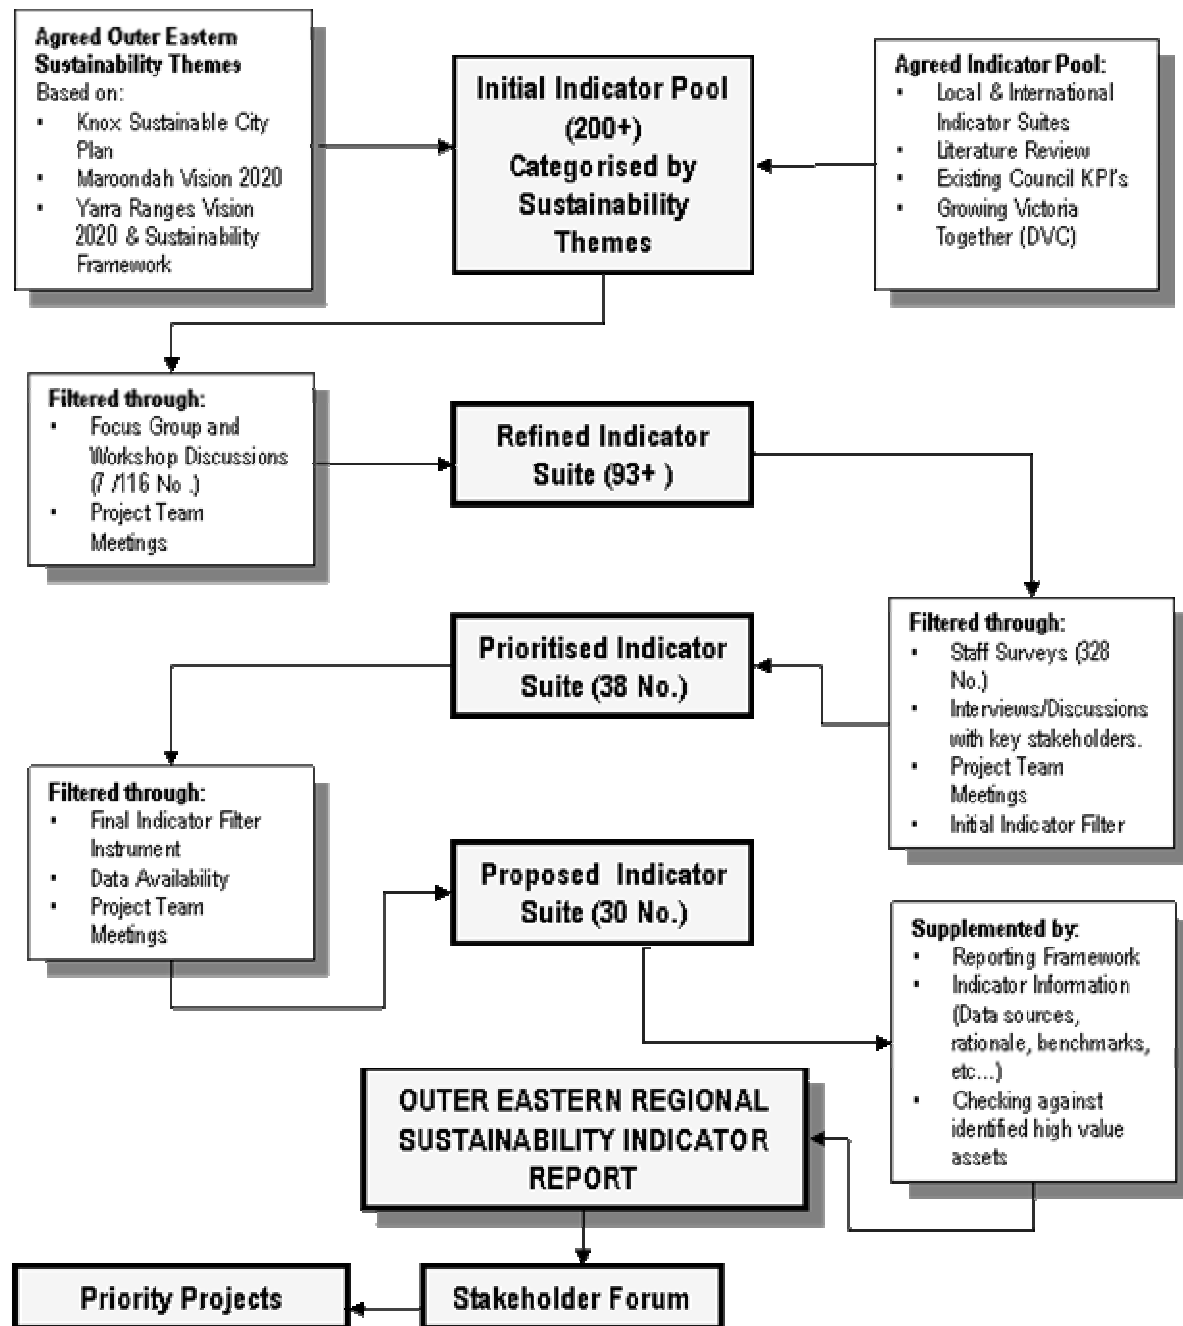 Agreed Outer Eastern
Sustainability Themes
Based on:
▪ Knox Sustainable City
Plan
▪ Maroondah Vision 2020
▪ Yarra Ranges Vision
2020 & Sustainability
Framework
Initial Indicator Pool
(200+)
Categorised by
Sustainability
Themes
Agreed Indicator Pool:
▪ Local & International
Indicator Suites
▪ Literature Review
▪ Existing Council KPI's
▪ Growing Victoria
Together (DVC)
Filtered through:
▪ Focus Group and
Workshop Discussions
(7 /116 No .)
▪ Project Team
Meetings
Refined Indicator
Suite (93+ )
Filtered through:
▪ Staff Surveys (328
No.)
▪ Interviews/Discussions
with key stakeholders.
▪ Project Team
Meetings
▪ Initial Indicator Filter
Prioritised Indicator
Suite (38 No.)
Filtered through:
▪ Final Indicator Filter
Instrument
▪ Data Availability
▪ Project Team
Meetings
Proposed Indicator
Suite (30 No.)
Supplemented by:
▪ Reporting Framework
▪ Indicator Information
(Data sources,
rationale, benchmarks,
etc...)
▪ Checking against
identified high value
assets
OUTER EASTERN REGIONAL
SUSTAINABILITY INDICATOR
REPORT
Stakeholder Forum
Priority Projects